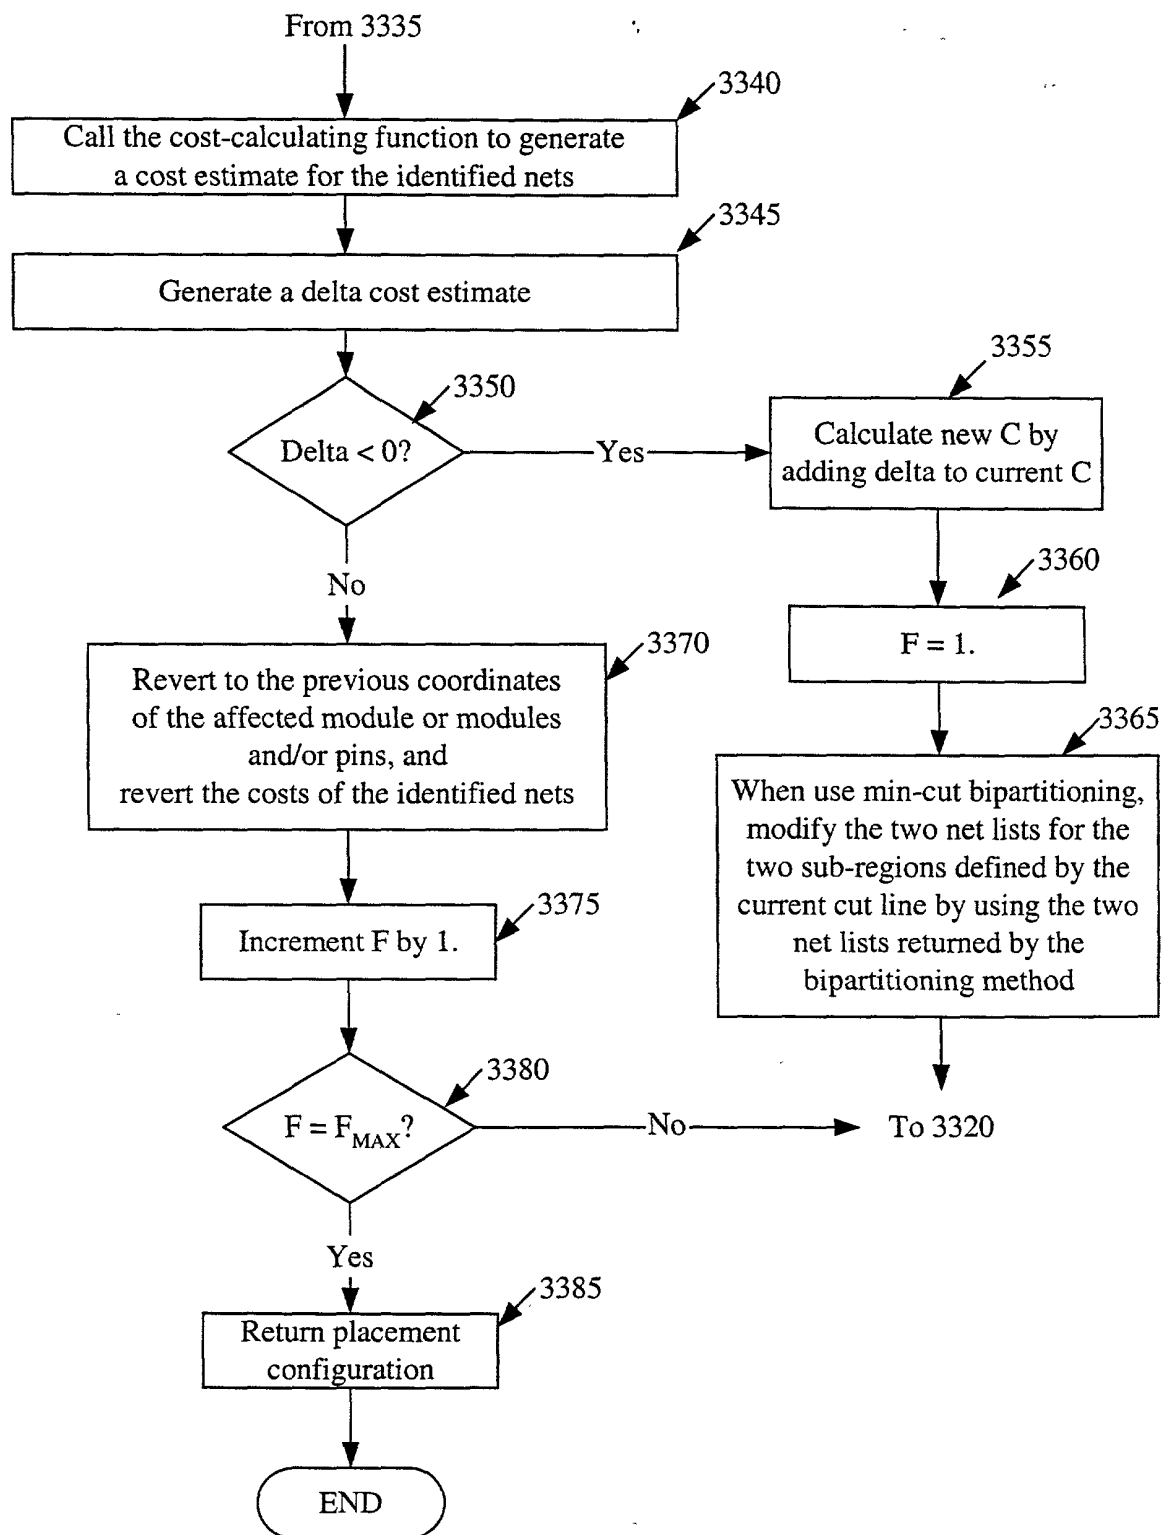 From 3335
3340
Call the cost-calculating function to generate
a cost estimate for the identified nets
3345
Generate a delta cost estimate
3350
Delta < 0?
Yes
3355
Calculate new C by
adding delta to current C
3360
F = 1.
3365
When use min-cut bipartitioning,
modify the two net lists for the
two sub-regions defined by the
current cut line by using the two
net lists returned by the
bipartitioning method
No
3370
Revert to the previous coordinates
of the affected module or modules
and/or pins, and
revert the costs of the identified nets
3375
Increment F by 1.
3380
F = F_MAX?
No
To 3320
Yes
3385
Return placement
configuration
END